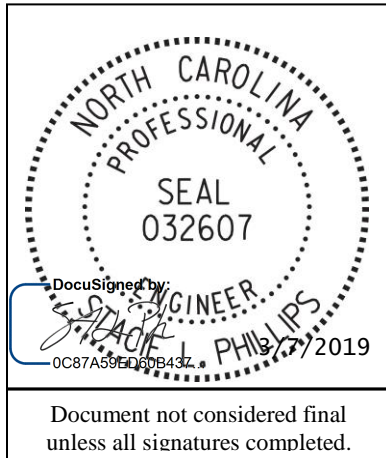 NORTH CAROLINA
PROFESSIONAL
SEAL
032607
ENGINEER
STACIE L. PHILLIPS
DocuSigned by:
0C87A59ED60B437...
3/7/2019
Document not considered final
unless all signatures completed.